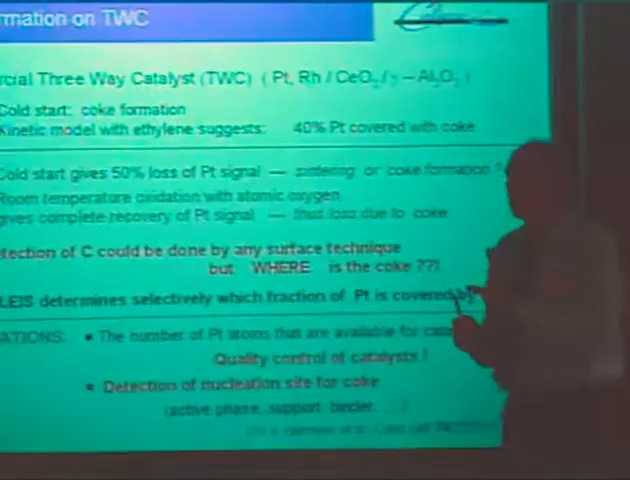 rmation on TWC
rcial Three Way Catalyst (TWC) ( Pt, Rh / CeO2 / γ – Al2O3 )
Cold start: coke formation
Kinetic model with ethylene suggests: 40% Pt covered with coke
Cold start gives 50% loss of Pt signal — sintering or coke formation ?
Room temperature oxidation with atomic oxygen
gives complete recovery of Pt signal — thus loss due to coke
tection of C could be done by any surface technique
but WHERE is the coke ??!
LEIS determines selectively which fraction of Pt is covered by
ATIONS: • The number of Pt atoms that are available for cata
Quality control of catalysts !
• Detection of nucleation site for coke
(active phase, support, binder, ...)